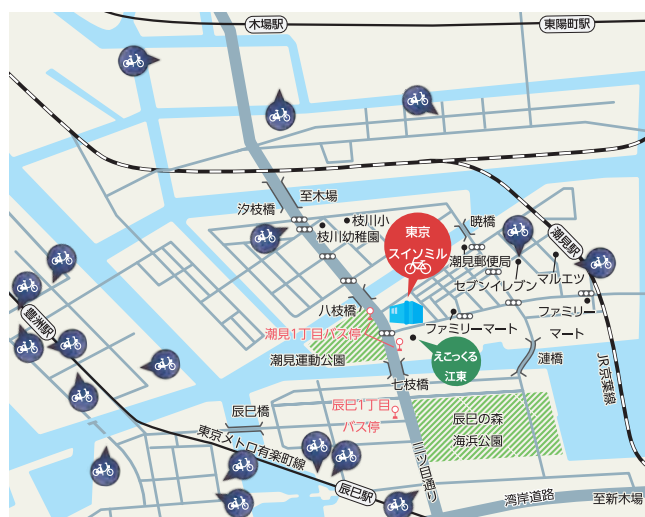 木場駅
東陽町駅
至木場
汐枝橋
枝川小
枝川幼稚園
東京
スイソミル
暁橋
潮見駅
潮見郵便局
セブンイレブン
マルエツ
八枝橋
ファミリー
マート
ファミリーマート
豊洲駅
潮見1丁目バス停
潮見運動公園
えこっくる
江東
漣橋
JR京葉線
七枝橋
辰巳橋
辰巳1丁目
バス停
辰巳の森
海浜公園
東京メトロ有楽町線
三ツ目通り
辰巳駅
湾岸道路
至新木場